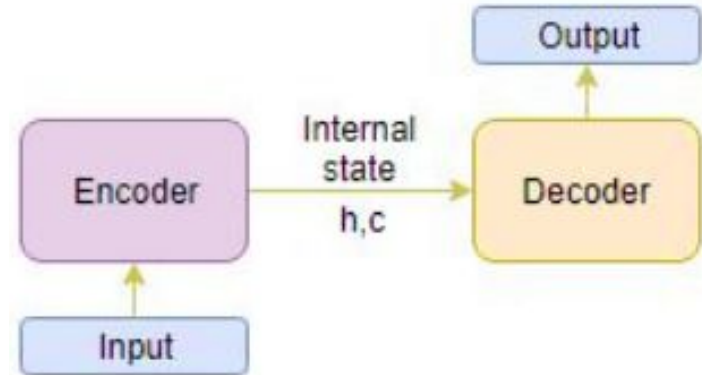 Output
Internal
state
Encoder
Decoder
h,c
Input